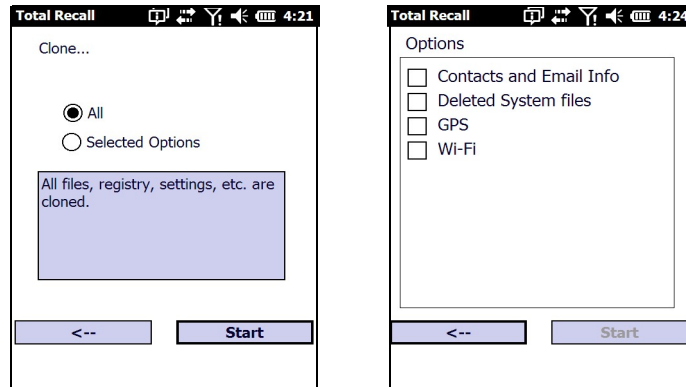 Total Recall 4:21
Clone...
All
Selected Options
All files, registry, settings, etc. are
cloned.
<-- Start
Total Recall 4:24
Options
Contacts and Email Info
Deleted System files
GPS
Wi-Fi
<-- Start